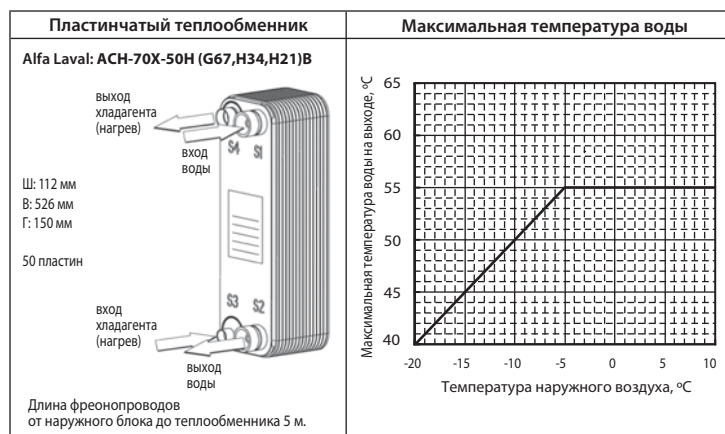 Пластинчатый теплообменник
Alfa Laval: ACH-70X-50H (G67,H34,H21)B
выход
хладагента
(нагрев)
вход
воды
S4 S1
Ш: 112 мм
В: 526 мм
Г: 150 мм
50 пластин
S3 S2
вход
хладагента
(нагрев)
выход
воды
Длина фреонопроводов
от наружного блока до теплообменника 5 м.
Максимальная температура воды
Максимальная температура воды на выходе, ºС
65
60
55
50
45
40
-20 -15 -10 -5 0 5 10
Температура наружного воздуха, ºС